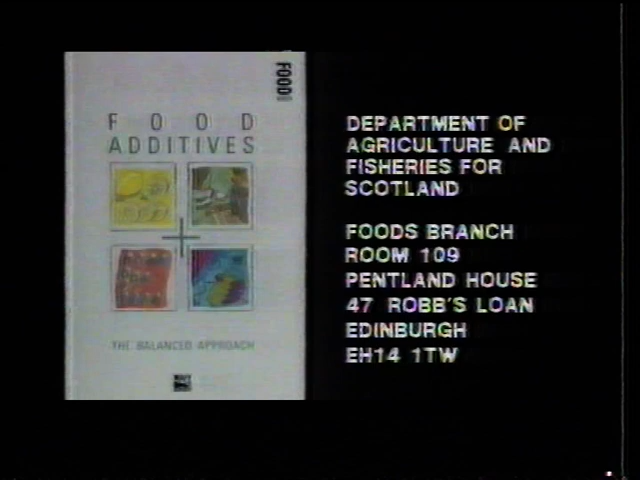 FOOD
FOOD
ADDITIVES
THE BALANCED APPROACH
DEPARTMENT OF
AGRICULTURE AND
FISHERIES FOR
SCOTLAND
FOODS BRANCH
ROOM 109
PENTLAND HOUSE
47 ROBB'S LOAN
EDINBURGH
EH14 1TW